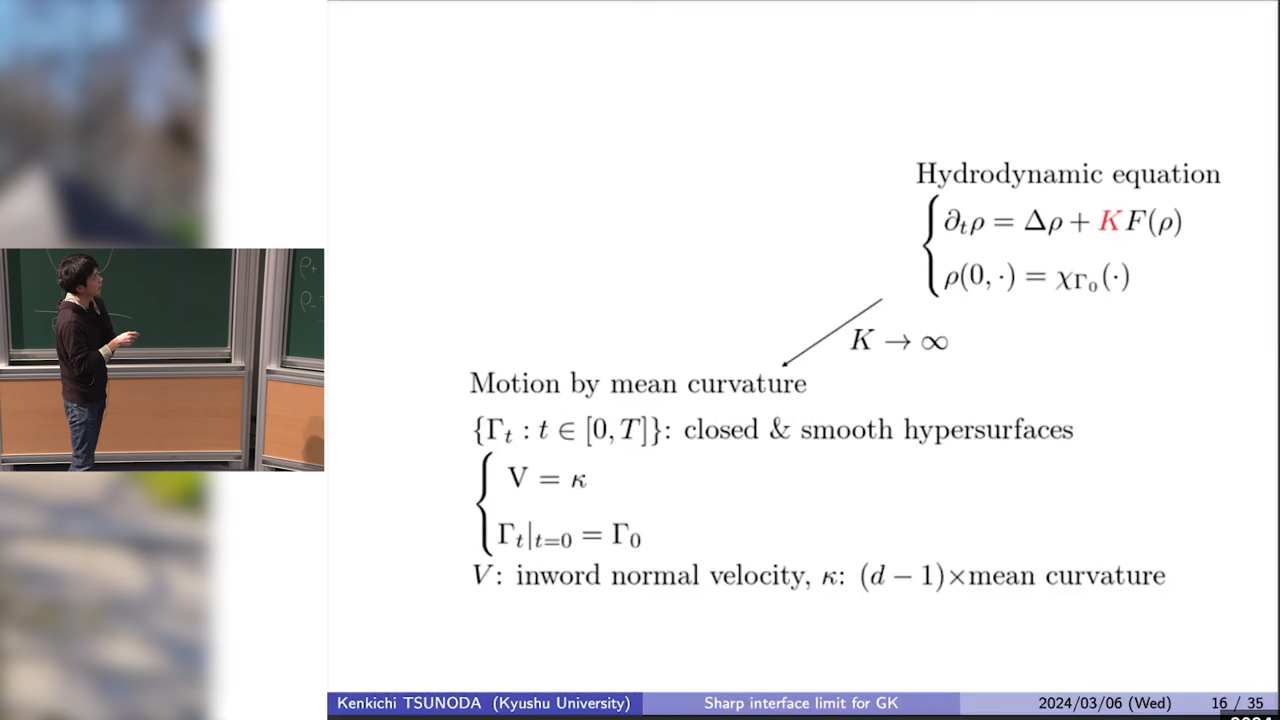 Hydrodynamic equation
∂ₜρ = Δρ + KF(ρ)
ρ(0, ·) = χ_{Γ₀}(·)
K → ∞
Motion by mean curvature
{Γₜ : t ∈ [0, T]}: closed & smooth hypersurfaces
V = κ
Γₜ|ₜ₌₀ = Γ₀
V: inword normal velocity, κ: (d − 1)×mean curvature
ρ₊
ρ₋
Kenkichi TSUNODA (Kyushu University) Sharp interface limit for GK 2024/03/06 (Wed) 16 / 35